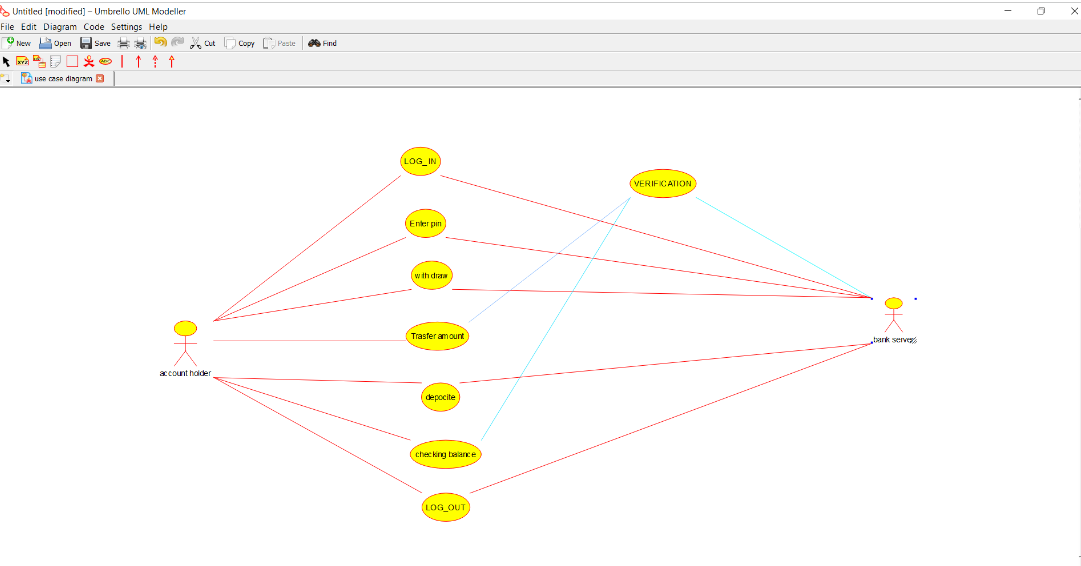 Untitled [modified] – Umbrello UML Modeller
File Edit Diagram Code Settings Help
New Open Save Cut Copy Paste Find
use case diagram
LOG_IN
VERIFICATION
Enter pin
with draw
Trasfer amount
bank server
account holder
depocite
checking balance
LOG_OUT